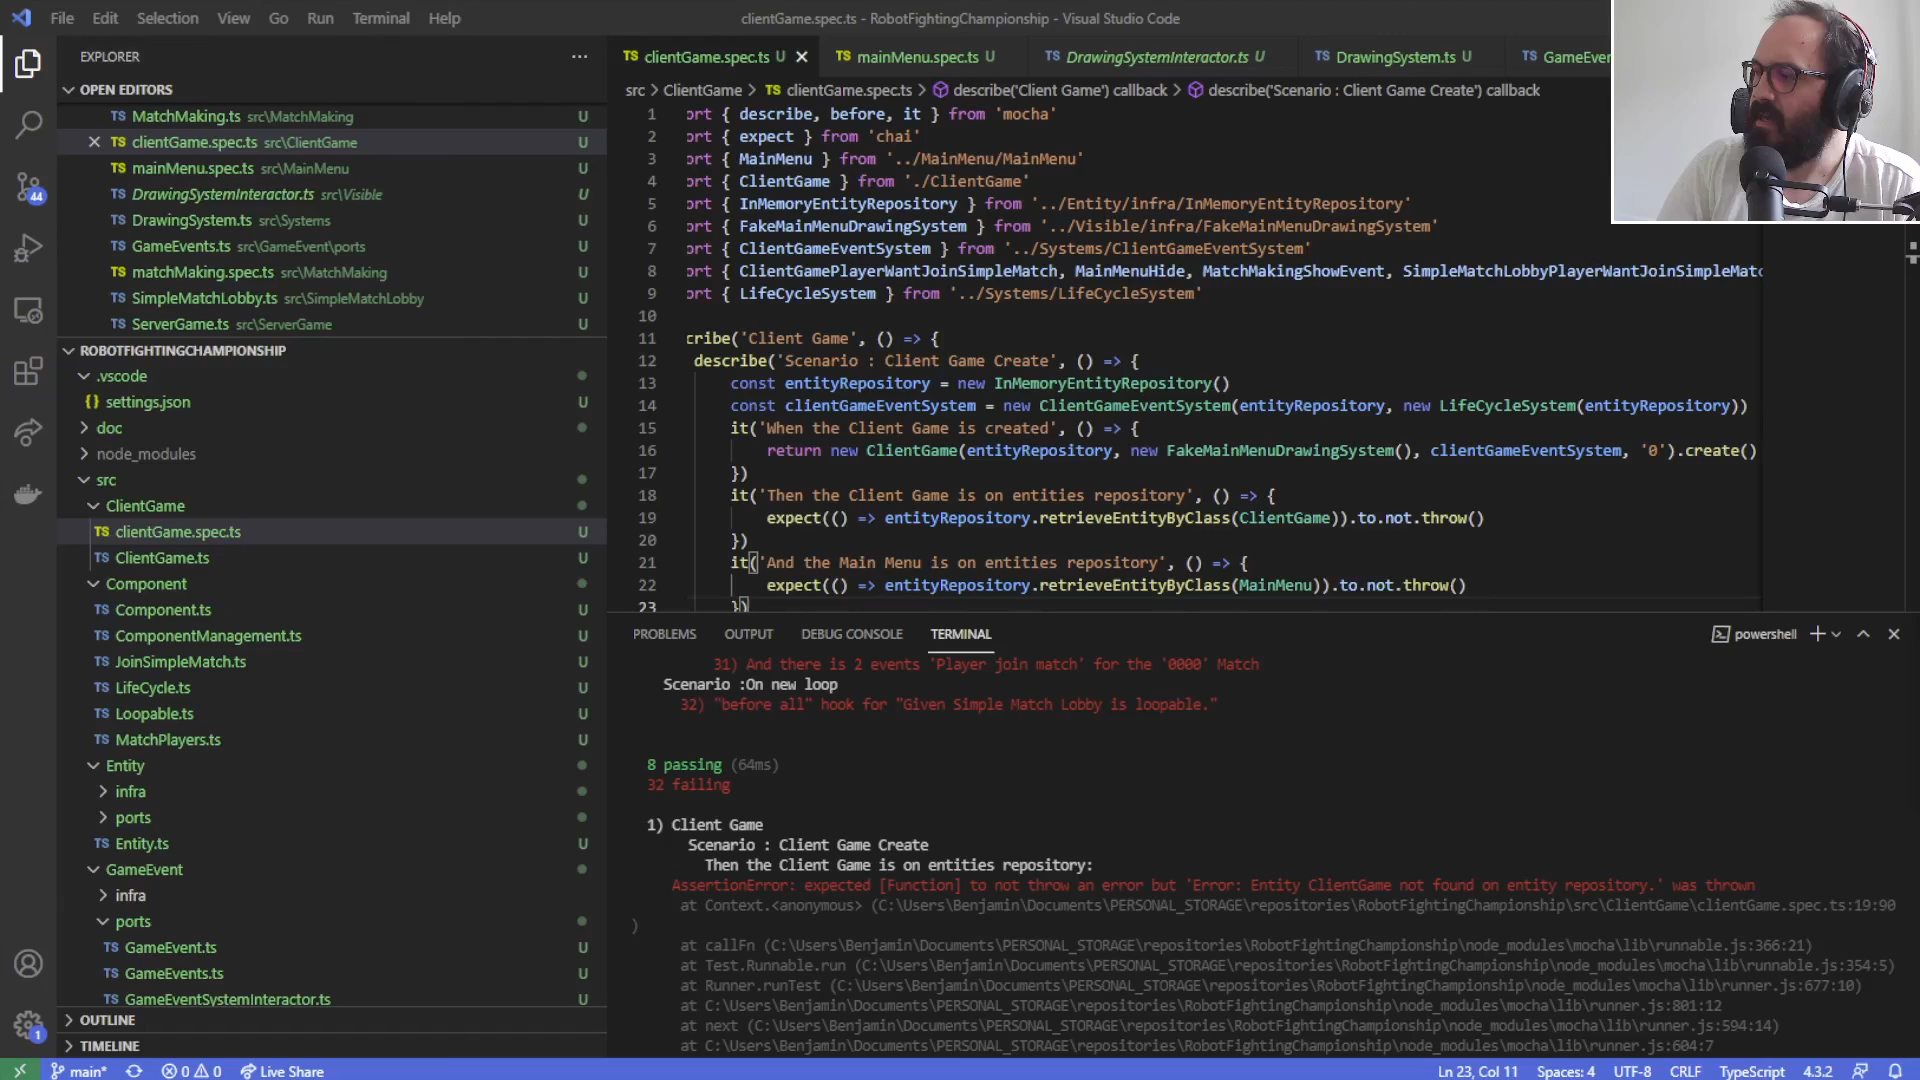 File Edit Selection View Go Run Terminal Help
clientGame.spec.ts - RobotFightingChampionship - Visual Studio Code
EXPLORER
OPEN EDITORS
MatchMaking.ts src\MatchMaking U
clientGame.spec.ts src\ClientGame U
mainMenu.spec.ts src\MainMenu U
DrawingSystemInteractor.ts src\Visible U
DrawingSystem.ts src\Systems U
GameEvents.ts src\GameEvent\ports U
matchMaking.spec.ts src\MatchMaking U
SimpleMatchLobby.ts src\SimpleMatchLobby U
ServerGame.ts src\ServerGame U
44
ROBOTFIGHTINGCHAMPIONSHIP
.vscode
{} settings.json U
doc
node_modules
src
ClientGame
TS clientGame.spec.ts U
TS ClientGame.ts U
Component
TS Component.ts U
TS ComponentManagement.ts U
TS JoinSimpleMatch.ts U
TS LifeCycle.ts U
TS Loopable.ts U
TS MatchPlayers.ts U
Entity
infra
ports
TS Entity.ts U
GameEvent
infra
ports
TS GameEvent.ts U
TS GameEvents.ts U
TS GameEventSystemInteractor.ts U
OUTLINE
TIMELINE
1
TS clientGame.spec.ts U
TS mainMenu.spec.ts U
TS DrawingSystemInteractor.ts U
TS DrawingSystem.ts U
TS GameEver
src > ClientGame > TS clientGame.spec.ts > describe('Client Game') callback > describe('Scenario : Client Game Create') callback
1 ort { describe, before, it } from 'mocha'
2 ort { expect } from 'chai'
3 ort { MainMenu } from '../MainMenu/MainMenu'
4 ort { ClientGame } from './ClientGame'
5 ort { InMemoryEntityRepository } from '../Entity/infra/InMemoryEntityRepository'
6 ort { FakeMainMenuDrawingSystem } from '../Visible/infra/FakeMainMenuDrawingSystem'
7 ort { ClientGameEventSystem } from '../Systems/ClientGameEventSystem'
8 ort { ClientGamePlayerWantJoinSimpleMatch, MainMenuHide, MatchMakingShowEvent, SimpleMatchLobbyPlayerWantJoinSimpleMatc
9 ort { LifeCycleSystem } from '../Systems/LifeCycleSystem'
10
11 cribe('Client Game', () => {
12 describe('Scenario : Client Game Create', () => {
13 const entityRepository = new InMemoryEntityRepository()
14 const clientGameEventSystem = new ClientGameEventSystem(entityRepository, new LifeCycleSystem(entityRepository))
15 it('When the Client Game is created', () => {
16 return new ClientGame(entityRepository, new FakeMainMenuDrawingSystem(), clientGameEventSystem, '0').create()
17 })
18 it('Then the Client Game is on entities repository', () => {
19 expect(() => entityRepository.retrieveEntityByClass(ClientGame)).to.not.throw()
20 })
21 it('And the Main Menu is on entities repository', () => {
22 expect(() => entityRepository.retrieveEntityByClass(MainMenu)).to.not.throw()
23 })
PROBLEMS OUTPUT DEBUG CONSOLE TERMINAL
powershell
31) And there is 2 events 'Player join match' for the '0000' Match
Scenario :On new loop
32) "before all" hook for "Given Simple Match Lobby is loopable."
8 passing (64ms)
32 failing
1) Client Game
Scenario : Client Game Create
Then the Client Game is on entities repository:
AssertionError: expected [Function] to not throw an error but 'Error: Entity ClientGame not found on entity repository.' was thrown
at Context.<anonymous> (C:\Users\Benjamin\Documents\PERSONAL_STORAGE\repositories\RobotFightingChampionship\src\ClientGame\clientGame.spec.ts:19:90
)
at callFn (C:\Users\Benjamin\Documents\PERSONAL_STORAGE\repositories\RobotFightingChampionship\node_modules\mocha\lib\runnable.js:366:21)
at Test.Runnable.run (C:\Users\Benjamin\Documents\PERSONAL_STORAGE\repositories\RobotFightingChampionship\node_modules\mocha\lib\runnable.js:354:5)
at Runner.runTest (C:\Users\Benjamin\Documents\PERSONAL_STORAGE\repositories\RobotFightingChampionship\node_modules\mocha\lib\runner.js:677:10)
at C:\Users\Benjamin\Documents\PERSONAL_STORAGE\repositories\RobotFightingChampionship\node_modules\mocha\lib\runner.js:801:12
at next (C:\Users\Benjamin\Documents\PERSONAL_STORAGE\repositories\RobotFightingChampionship\node_modules\mocha\lib\runner.js:594:14)
at C:\Users\Benjamin\Documents\PERSONAL_STORAGE\repositories\RobotFightingChampionship\node_modules\mocha\lib\runner.js:604:7
main* 0 0 Live Share
Ln 23, Col 11 Spaces: 4 UTF-8 CRLF TypeScript 4.3.2